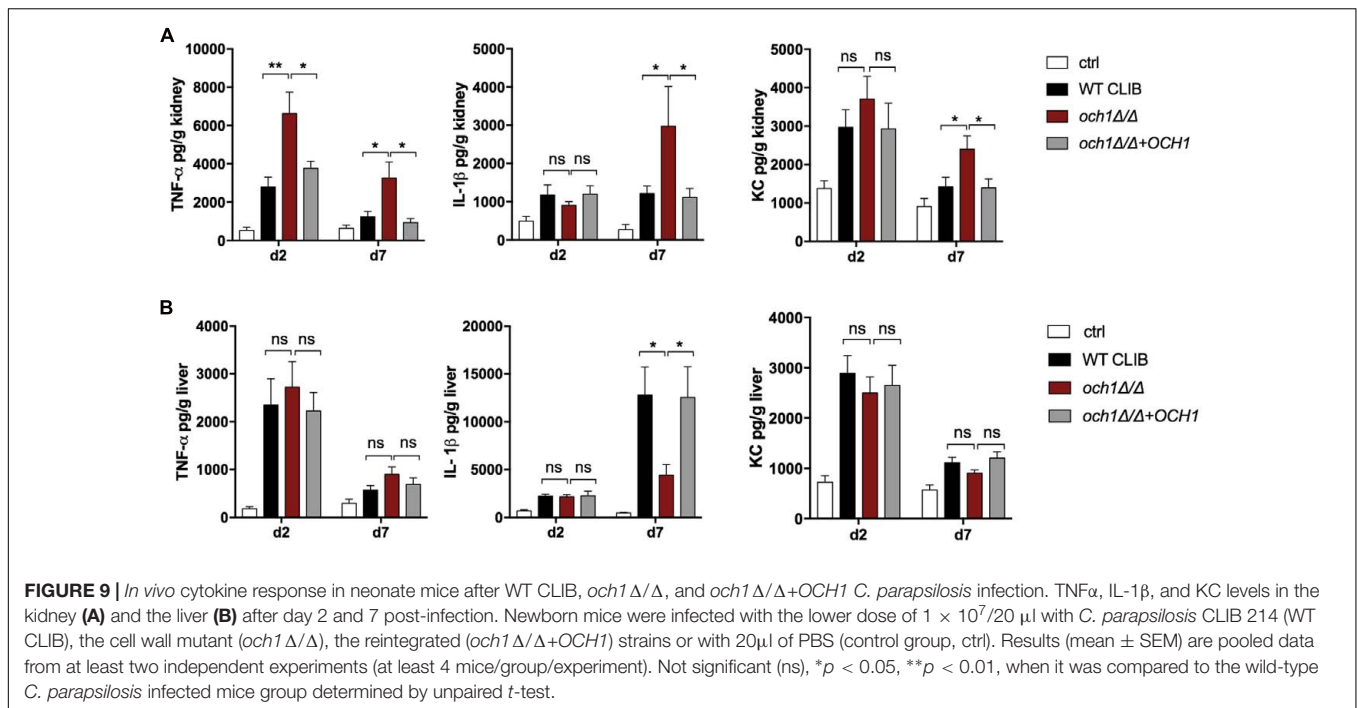 A
TNF-α pg/g kidney
10000
8000
6000
4000
2000
0
** *
* *
d2 d7
IL-1β pg/g kidney
5000
4000
3000
2000
1000
0
ns ns
* *
d2 d7
KC pg/g kidney
5000
4000
3000
2000
1000
0
ns ns
* *
d2 d7
ctrl
WT CLIB
och1Δ/Δ
och1Δ/Δ+OCH1
B
TNF-α pg/g liver
4000
3000
2000
1000
0
ns ns
ns ns
d2 d7
IL- 1β pg/g liver
20000
15000
10000
5000
0
ns ns
* *
d2 d7
KC pg/g liver
4000
3000
2000
1000
0
ns ns
ns ns
d2 d7
ctrl
WT CLIB
och1Δ/Δ
och1Δ/Δ+OCH1
FIGURE 9 | In vivo cytokine response in neonate mice after WT CLIB, och1Δ/Δ, and och1Δ/Δ+OCH1 C. parapsilosis infection. TNFα, IL-1β, and KC levels in the
kidney (A) and the liver (B) after day 2 and 7 post-infection. Newborn mice were infected with the lower dose of 1 × 10⁷/20 μl with C. parapsilosis CLIB 214 (WT
CLIB), the cell wall mutant (och1Δ/Δ), the reintegrated (och1Δ/Δ+OCH1) strains or with 20μl of PBS (control group, ctrl). Results (mean ± SEM) are pooled data
from at least two independent experiments (at least 4 mice/group/experiment). Not significant (ns), *p < 0.05, **p < 0.01, when it was compared to the wild-type
C. parapsilosis infected mice group determined by unpaired t-test.